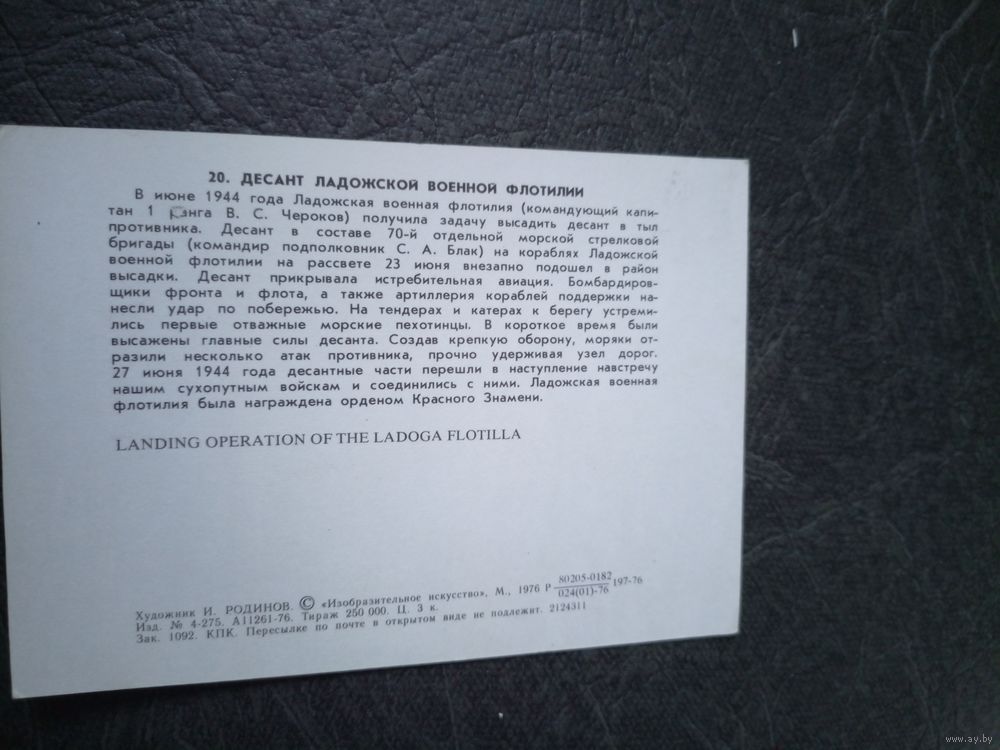 20. ДЕСАНТ ЛАДОЖСКОЙ ВОЕННОЙ ФЛОТИЛИИ
В июне 1944 года Ладожская военная флотилия (командующий капи-
тан 1 ранга В. С. Чероков) получила задачу высадить десант в тыл
противника. Десант в составе 70-й отдельной морской стрелковой
бригады (командир подполковник С. А. Блак) на кораблях Ладожской
военной флотилии на рассвете 23 июня внезапно подошел в район
высадки. Десант прикрывала истребительная авиация. Бомбардиров-
щики фронта и флота, а также артиллерия кораблей поддержки на-
несли удар по побережью. На тендерах и катерах к берегу устреми-
лись первые отважные морские пехотинцы. В короткое время были
высажены главные силы десанта. Создав крепкую оборону, моряки от-
разили несколько атак противника, прочно удерживая узел дорог.
27 июня 1944 года десантные части перешли в наступление навстречу
нашим сухопутным войскам и соединились с ними. Ладожская военная
флотилия была награждена орденом Красного Знамени.
LANDING OPERATION OF THE LADOGA FLOTILLA
Художник И. РОДИНОВ. © «Изобразительное искусство», М., 1976 Р 80205-0182 197-76
024(01)-76
Изд. № 4-275. А11261-76. Тираж 250 000. Ц. 3 к.
Зак. 1092. КПК. Пересылке по почте в открытом виде не подлежит. 2124311
www.ay.by